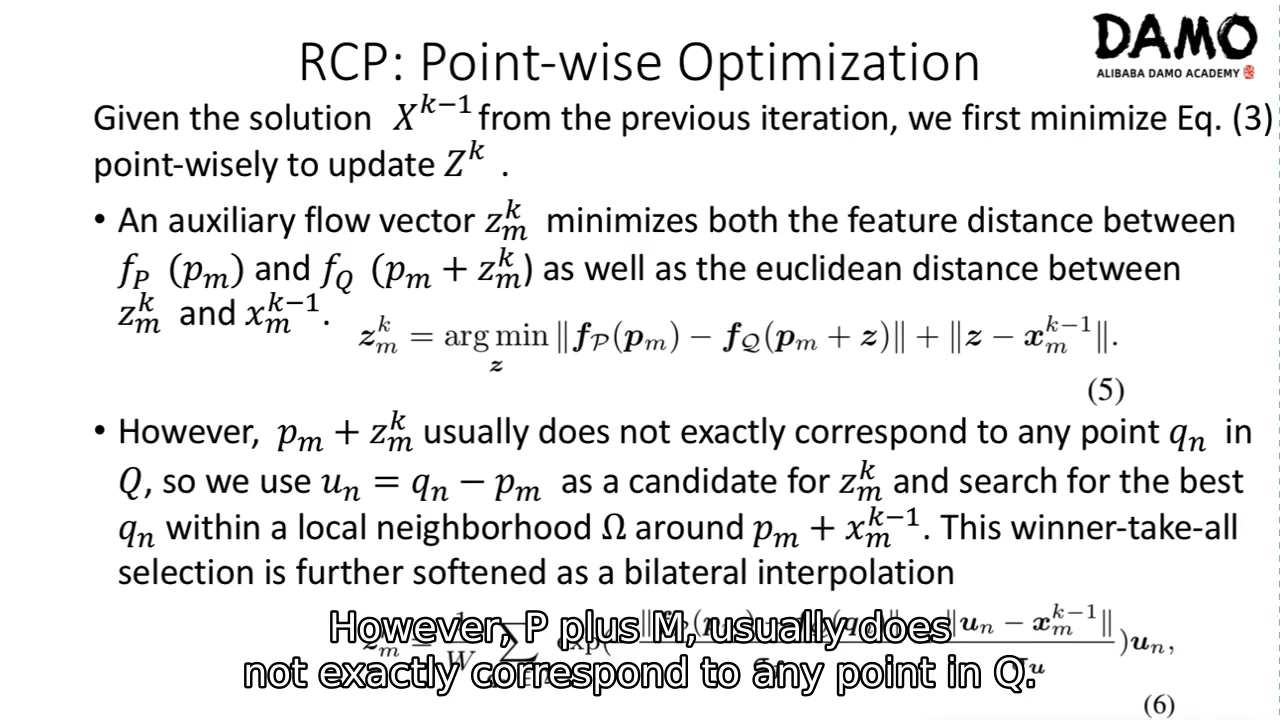 DAMO
ALIBABA DAMO ACADEMY
RCP: Point-wise Optimization
Given the solution X^{k−1} from the previous iteration, we first minimize Eq. (3)
point-wisely to update Z^k .
• An auxiliary flow vector z_m^k minimizes both the feature distance between
f_P (p_m) and f_Q (p_m + z_m^k) as well as the euclidean distance between
z_m^k and x_m^{k−1}.
z_m^k = arg min_z ‖f_P(p_m) − f_Q(p_m + z)‖ + ‖z − x_m^{k−1}‖.
(5)
• However, p_m + z_m^k usually does not exactly correspond to any point q_n in
Q, so we use u_n = q_n − p_m as a candidate for z_m^k and search for the best
q_n within a local neighborhood Ω around p_m + x_m^{k−1}. This winner-take-all
selection is further softened as a bilateral interpolation
‖u_n − x_m^{k−1}‖ )u_n,
(6)
However, P plus M, usually does
not exactly correspond to any point in Q.